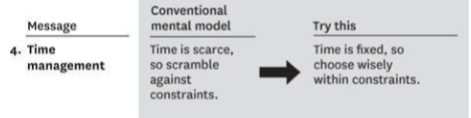 Message
Conventional
mental model
Try this
4. Time
management
Time is scarce,
so scramble
against
constraints.
Time is fixed, so
choose wisely
within constraints.